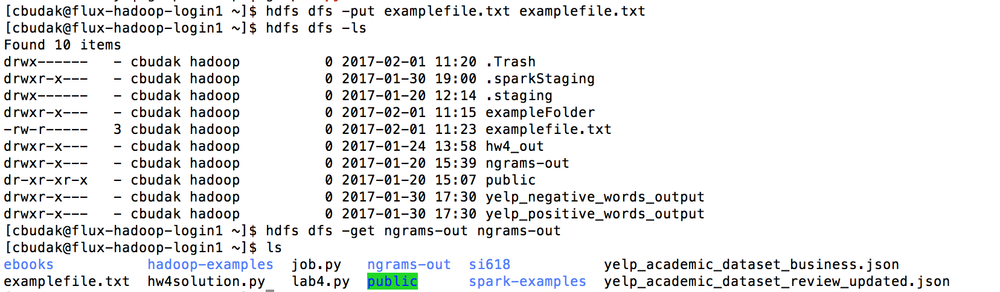 [cbudak@flux-hadoop-login1 ~]$ hdfs dfs -put examplefile.txt examplefile.txt
[cbudak@flux-hadoop-login1 ~]$ hdfs dfs -ls
Found 10 items
drwx------   - cbudak hadoop          0 2017-02-01 11:20 .Trash
drwxr-x---   - cbudak hadoop          0 2017-01-30 19:00 .sparkStaging
drwx------   - cbudak hadoop          0 2017-01-20 12:14 .staging
drwxr-x---   - cbudak hadoop          0 2017-02-01 11:15 exampleFolder
-rw-r-----   3 cbudak hadoop          0 2017-02-01 11:23 examplefile.txt
drwxr-x---   - cbudak hadoop          0 2017-01-24 13:58 hw4_out
drwxr-x---   - cbudak hadoop          0 2017-01-20 15:39 ngrams-out
dr-xr-xr-x   - cbudak hadoop          0 2017-01-20 15:07 public
drwxr-x---   - cbudak hadoop          0 2017-01-30 17:30 yelp_negative_words_output
drwxr-x---   - cbudak hadoop          0 2017-01-30 17:30 yelp_positive_words_output
[cbudak@flux-hadoop-login1 ~]$ hdfs dfs -get ngrams-out ngrams-out
[cbudak@flux-hadoop-login1 ~]$ ls
ebooks           hadoop-examples  job.py   ngrams-out  si618           yelp_academic_dataset_business.json
examplefile.txt  hw4solution.py   lab4.py  public      spark-examples  yelp_academic_dataset_review_updated.json